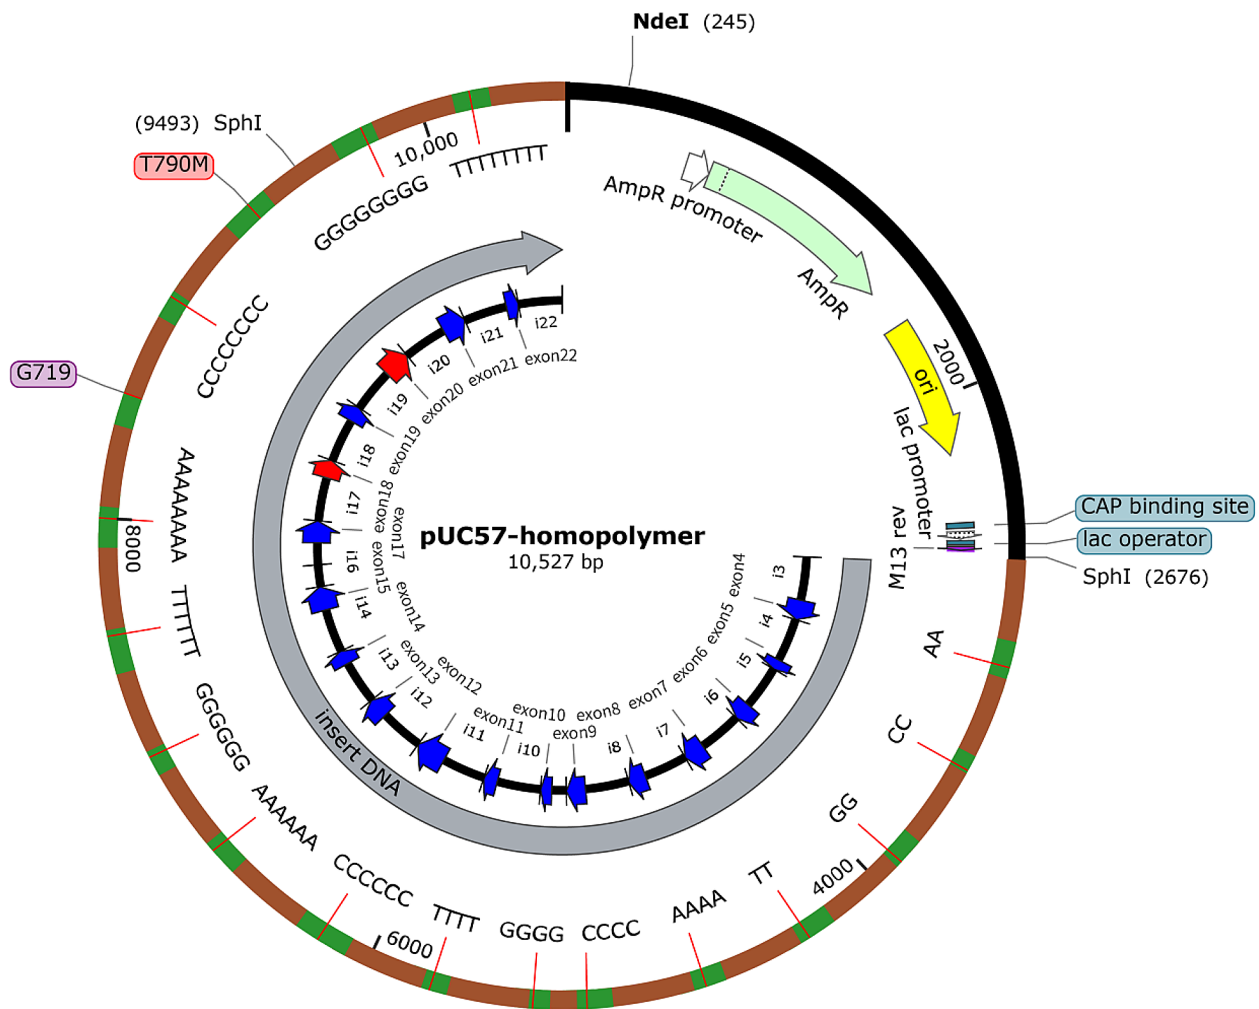 NdeI (245)
(9493) SphI
T790M
10,000
TTTTTTTT
GGGGGGGG
AmpR promoter
AmpR
CCCCCCCC
G719
2000
ori
lac promoter
i22
i21
i20
i19
i18
i17
i16
i14
i13
i12
i11
i10
i8
i7
i6
i5
i4
i3
exon22
exon21
exon20
exon19
exon18
exon17
exon15
exon14
exon13
exon12
exon11
exon10
exon9
exon8
exon7
exon6
exon5
exon4
pUC57-homopolymer
10,527 bp
M13 rev
CAP binding site
lac operator
SphI (2676)
AAAAAAAA
8000
TTTTTT
GGGGGG
insert DNA
AAAAAA
CCCCCC
6000
TTTT
GGGG
CCCC
AAAA
TT
4000
GG
CC
AA